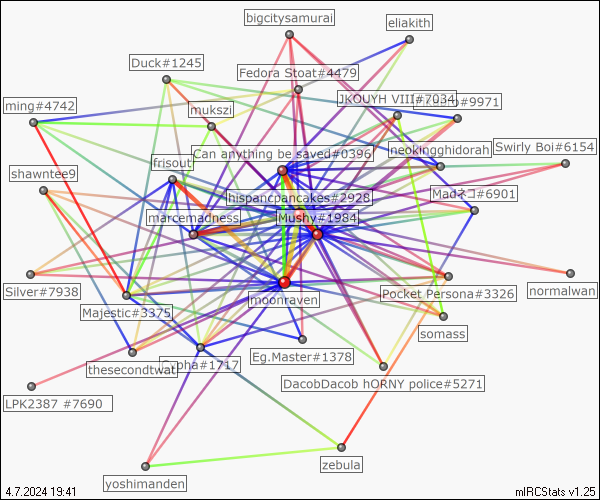 bigcitysamurai
eliakith
Duck#1245
Fedora Stoat#4479
ming#4742
JKOUYH VIII#7034
#9971
mukszi
neokingghidorah
Swirly Boi#6154
Can anything be saved#0396
frisout
shawntee9
hispancpancakes#2928
Madネコ#6901
marcemadness
Mushy#1984
Silver#7938
moonraven
Pocket Persona#3326
normalwan
Majestic#3375
somass
thesecondtwat
#1717
Eg.Master#1378
DacobDacob hORNY police#5271
LPK2387 #7690
zebula
yoshimanden
4.7.2024 19:41
mIRCStats v1.25